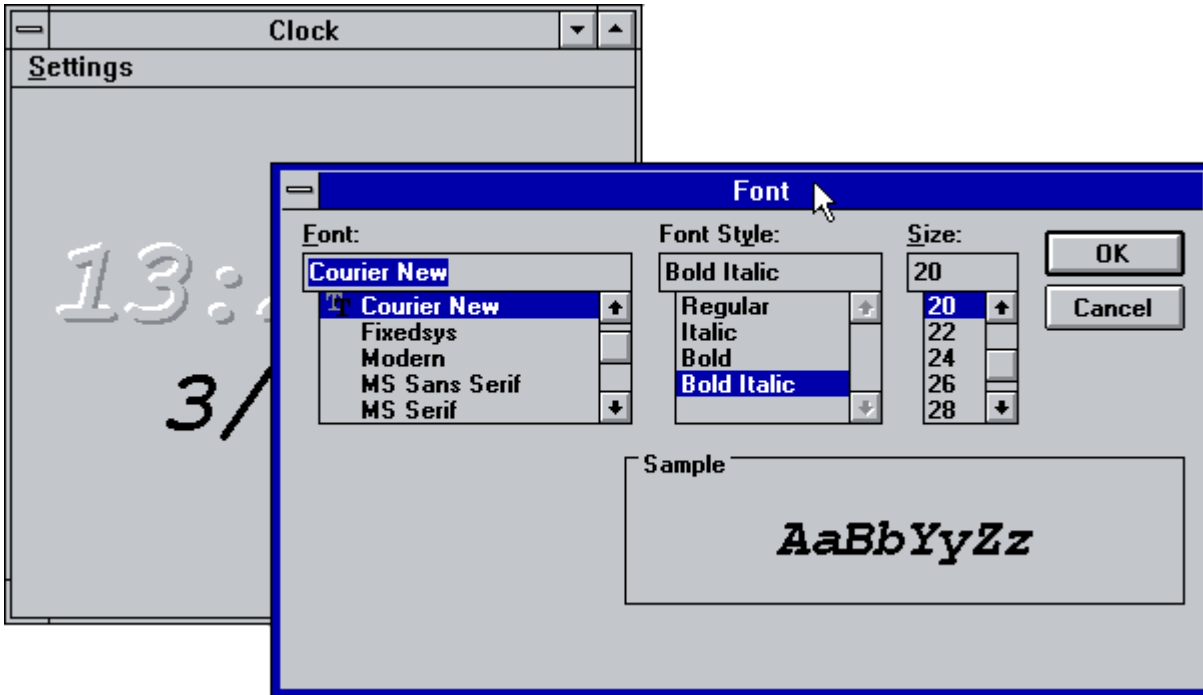 Clock
Settings
13:
3/
Font
Font:
Courier New
Courier New
Fixedsys
Modern
MS Sans Serif
MS Serif
Font Style:
Bold Italic
Regular
Italic
Bold
Bold Italic
Size:
20
20
22
24
26
28
OK
Cancel
Sample
AaBbYyZz